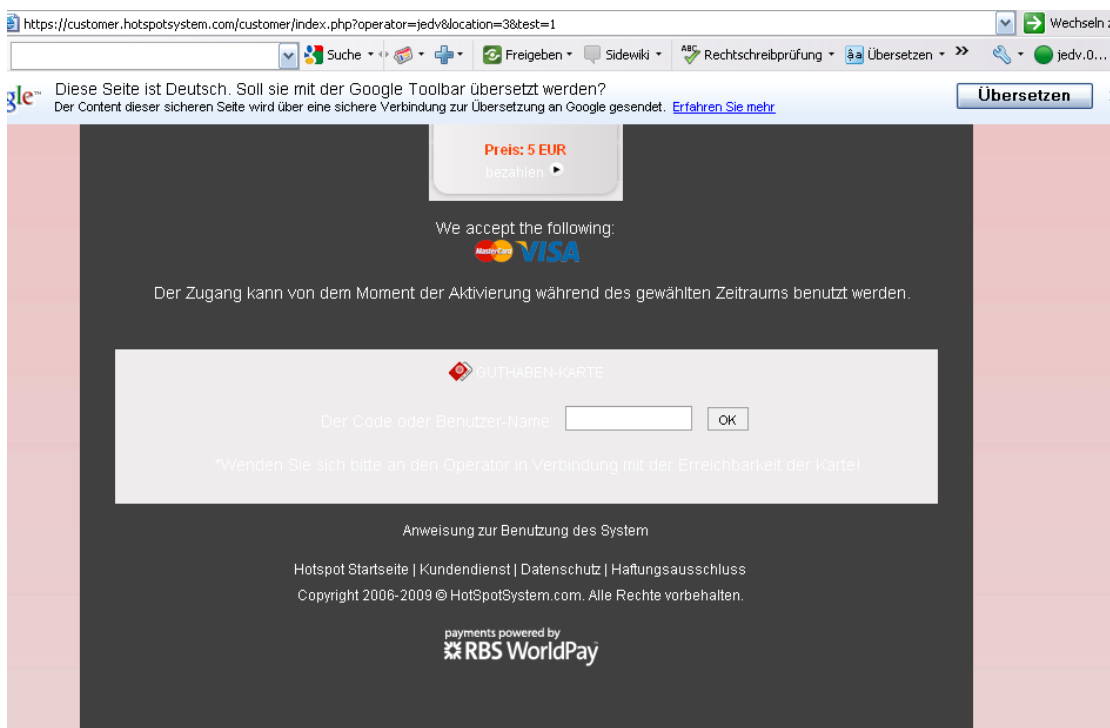 https://customer.hotspotsystem.com/customer/index.php?operator=jedv&location=3&test=1 Wechseln
Suche Freigeben Sidewiki ABC Rechtschreibprüfung âa Übersetzen jedv.0...
gle™ Diese Seite ist Deutsch. Soll sie mit der Google Toolbar übersetzt werden? Übersetzen
Der Content dieser sicheren Seite wird über eine sichere Verbindung zur Übersetzung an Google gesendet. Erfahren Sie mehr
Preis: 5 EUR
bezahlen
We accept the following:
MasterCard VISA
Der Zugang kann von dem Moment der Aktivierung während des gewählten Zeitraums benutzt werden.
GUTHABEN-KARTE
Der Code oder Benutzer-Name: OK
*Wenden Sie sich bitte an den Operator in Verbindung mit der Erreichbarkeit der Karte!
Anweisung zur Benutzung des System
Hotspot Startseite | Kundendienst | Datenschutz | Haftungsausschluss
Copyright 2006-2009 © HotSpotSystem.com. Alle Rechte vorbehalten.
payments powered by
RBS WorldPay